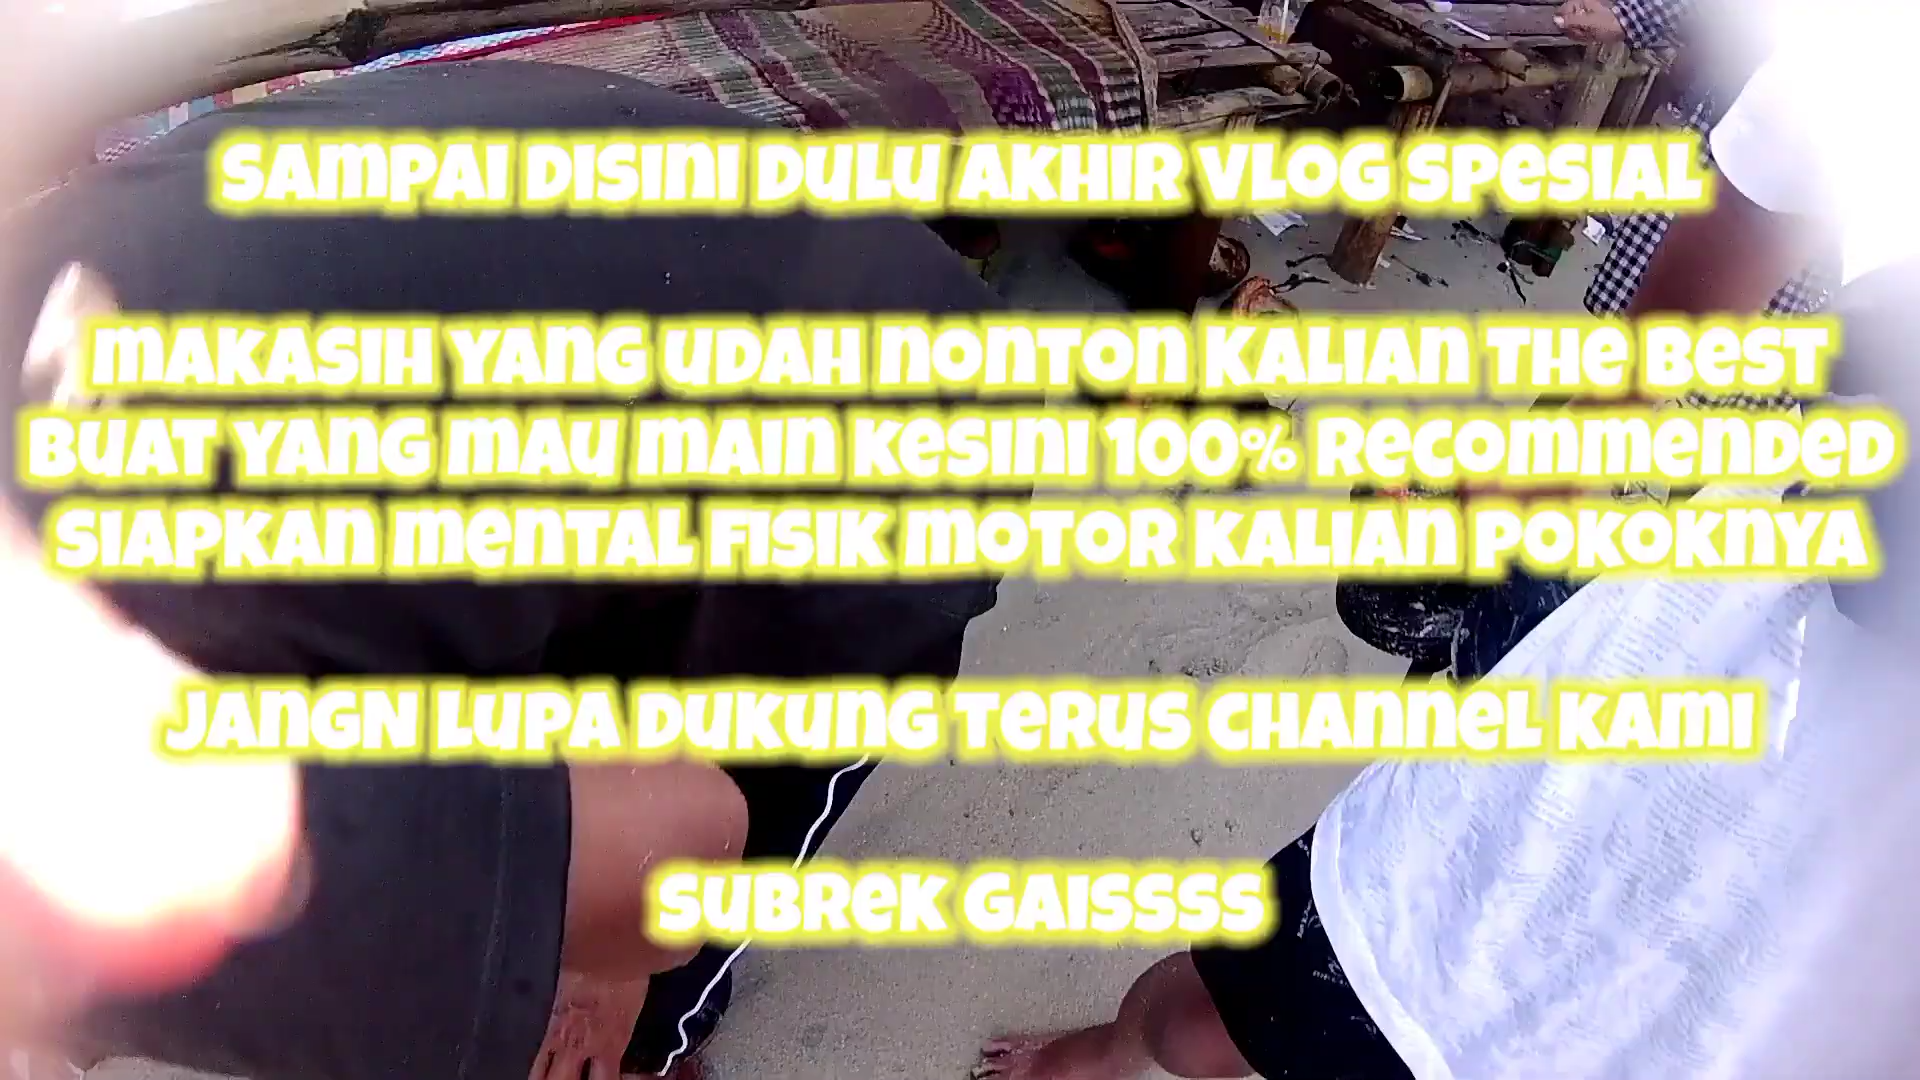 SAMPAI DISINI DULU AKHIR VLOG SPESIAL
MAKASIH YANG UDAH NONTON KALIAN THE BEST
BUAT YANG MAU MAIN KESINI 100% RECOMMENDED
SIAPKAN MENTAL FISIK MOTOR KALIAN POKOKNYA
JANGN LUPA DUKUNG TERUS CHANNEL KAMI
SUBREK GAISSSS